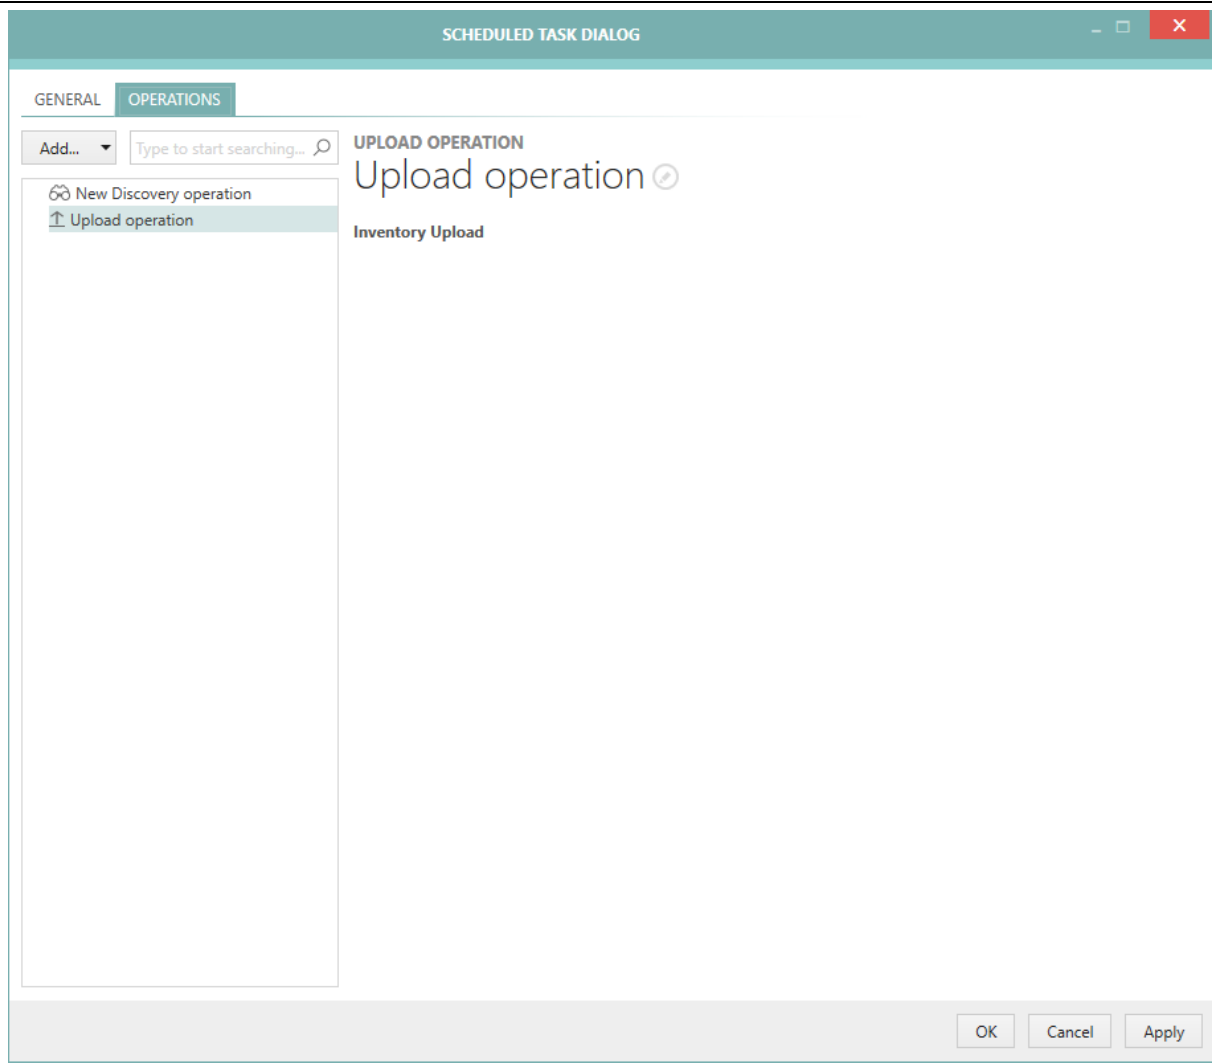 SCHEDULED TASK DIALOG
GENERAL OPERATIONS
Add... Type to start searching...
New Discovery operation
Upload operation
UPLOAD OPERATION
Upload operation
Inventory Upload
OK Cancel Apply